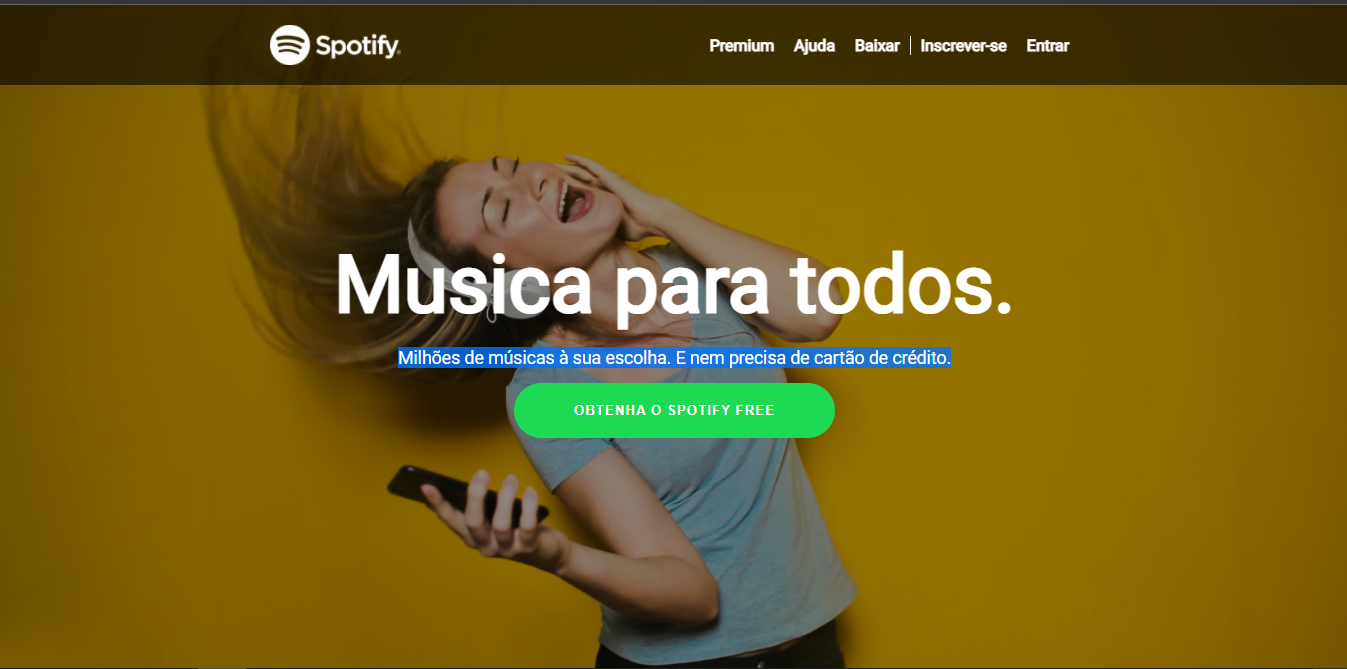 Spotify
Premium Ajuda Baixar Inscrever-se Entrar
Musica para todos.
Milhões de músicas à sua escolha. E nem precisa de cartão de crédito.
OBTENHA O SPOTIFY FREE